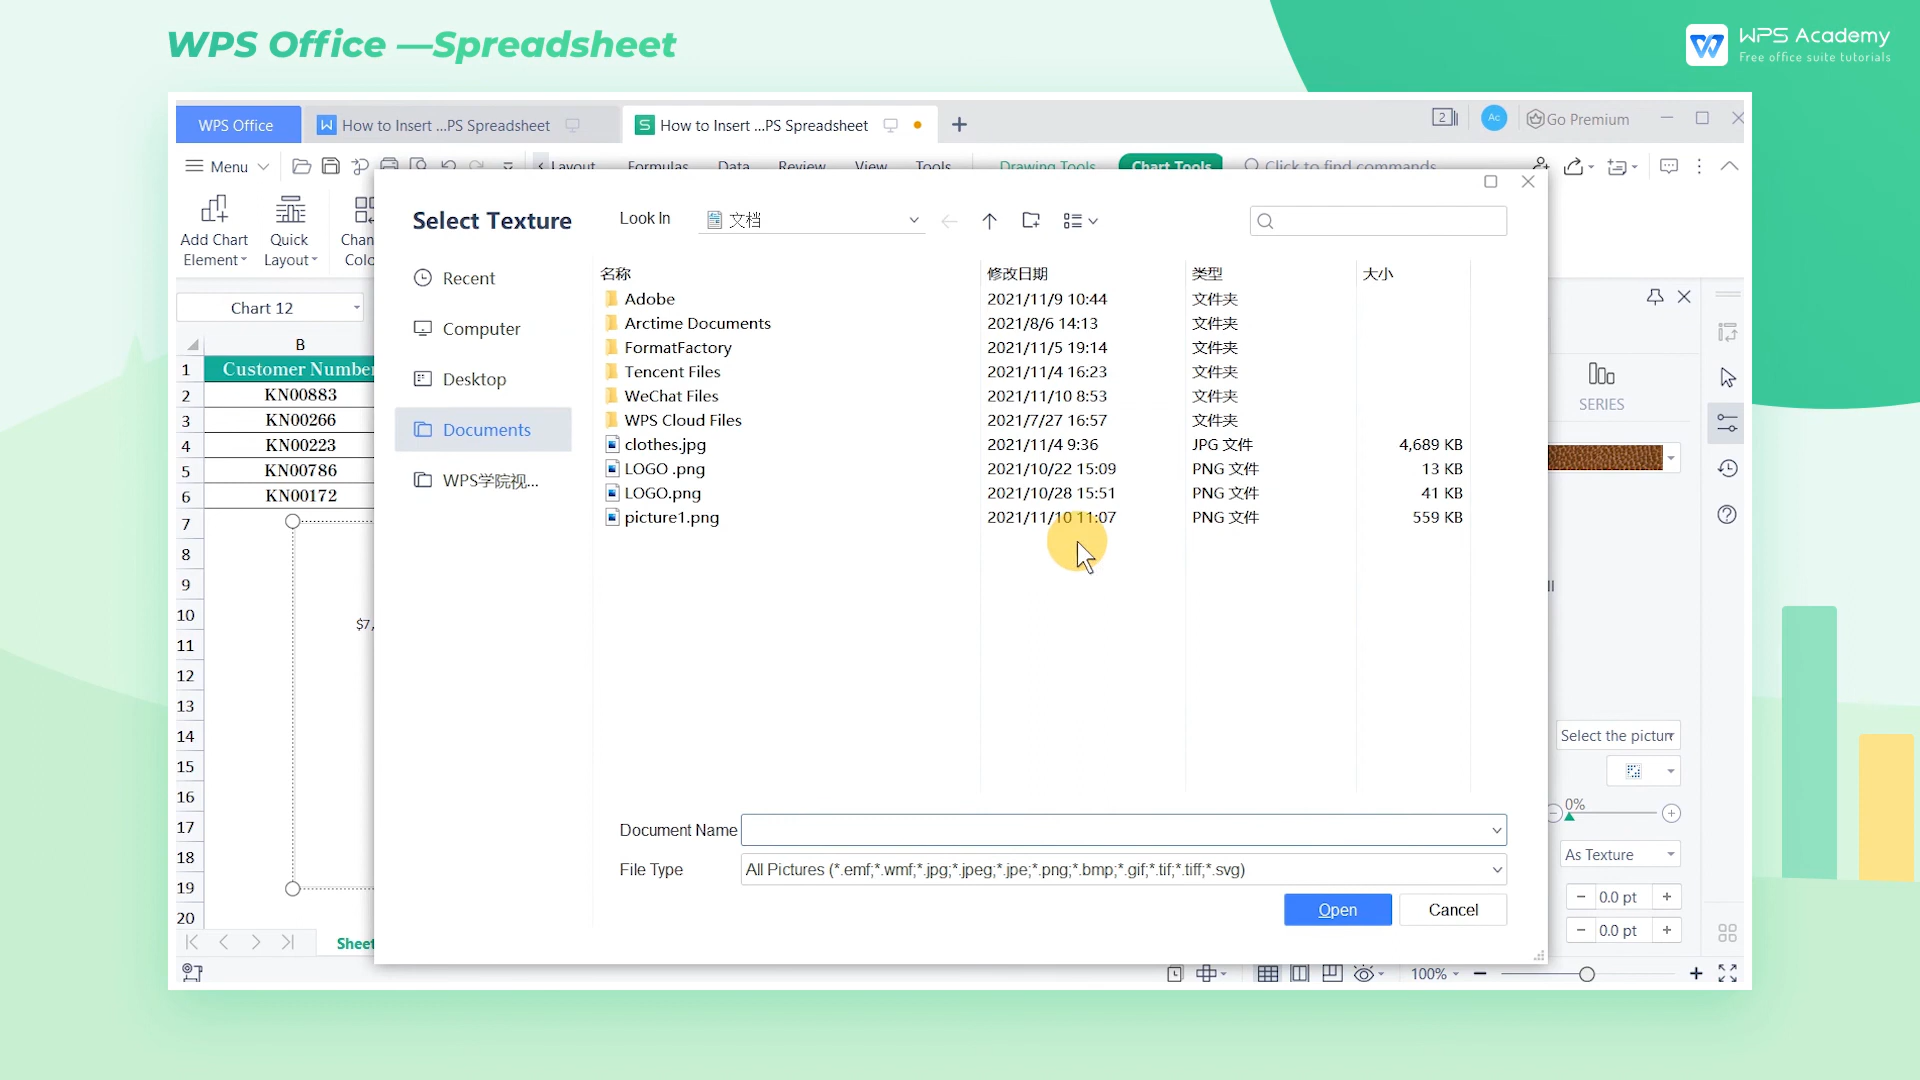 WPS Office —Spreadsheet
WPS Academy
Free office suite tutorials
WPS Office
How to Insert ...PS Spreadsheet
How to Insert ...PS Spreadsheet
2
Ac
Go Premium
Menu
Layout
Formulas
Data
Review
View
Tools
Drawing Tools
Chart Tools
Click to find commands
Add Chart
Element
Quick
Layout
Chan
Colo
Select Texture
Look In
文档
Recent
Computer
Desktop
Documents
WPS学院视...
名称 修改日期 类型 大小
Adobe 2021/11/9 10:44 文件夹
Arctime Documents 2021/8/6 14:13 文件夹
FormatFactory 2021/11/5 19:14 文件夹
Tencent Files 2021/11/4 16:23 文件夹
WeChat Files 2021/11/10 8:53 文件夹
WPS Cloud Files 2021/7/27 16:57 文件夹
clothes.jpg 2021/11/4 9:36 JPG 文件 4,689 KB
LOGO .png 2021/10/22 15:09 PNG 文件 13 KB
LOGO.png 2021/10/28 15:51 PNG 文件 41 KB
picture1.png 2021/11/10 11:07 PNG 文件 559 KB
Document Name
File Type
All Pictures (*.emf;*.wmf;*.jpg;*.jpeg;*.jpe;*.png;*.bmp;*.gif;*.tif;*.tiff;*.svg)
Open
Cancel
Chart 12
B
1 Customer Number
2 KN00883
3 KN00266
4 KN00223
5 KN00786
6 KN00172
7
8
9
10
$7,
11
12
13
14
15
16
17
18
19
20
Sheet
SERIES
Select the pictur
0%
As Texture
0.0 pt
0.0 pt
100%